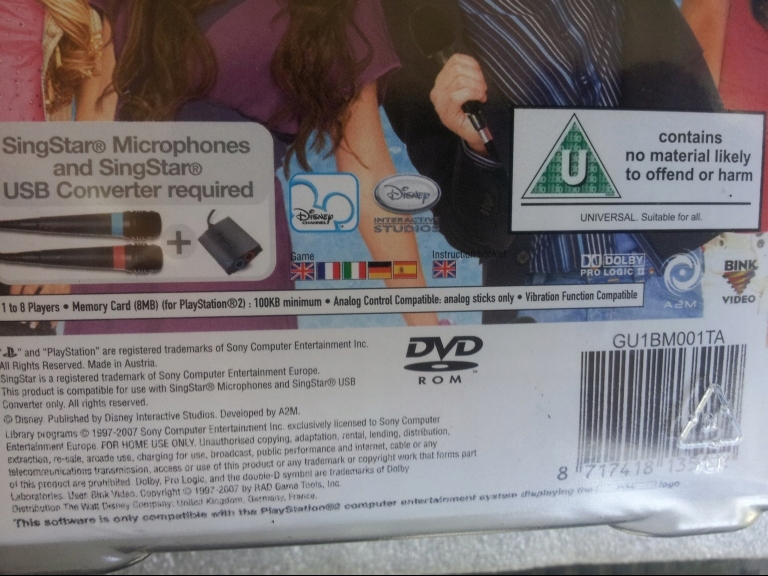 SingStar® Microphones
and SingStar®
USB Converter required
+
Disney
CHANNEL
Disney
INTERACTIVE
STUDIOS
U
contains
no material likely
to offend or harm
UNIVERSAL. Suitable for all.
Game
Instruction Booklet
DOLBY
PRO LOGIC II
A2M
BINK
VIDEO
1 to 8 Players • Memory Card (8MB) (for PlayStation®2) : 100KB minimum • Analog Control Compatible: analog sticks only • Vibration Function Compatible
" and "PlayStation" are registered trademarks of Sony Computer Entertainment Inc.
All Rights Reserved. Made in Austria.
SingStar is a registered trademark of Sony Computer Entertainment Europe.
This product is compatible for use with SingStar® Microphones and SingStar® USB
Converter only. All rights reserved.
© Disney. Published by Disney Interactive Studios. Developed by A2M.
Library programs © 1997-2007 Sony Computer Entertainment Inc. exclusively licensed to Sony Computer
Entertainment Europe. FOR HOME USE ONLY. Unauthorised copying, adaptation, rental, lending, distribution,
extraction, re-sale, arcade use, charging for use, broadcast, public performance and internet, cable or any
telecommunications transmission, access or use of this product or any trademark or copyright work that forms part
of this product are prohibited. Dolby, Pro Logic, and the double-D symbol are trademarks of Dolby
Laboratories. Uses Bink Video. Copyright © 1997-2007 by RAD Game Tools, Inc.
Distribution The Walt Disney Company: United Kingdom, Germany, France.
This software is only compatible with the PlayStation®2 computer entertainment system displaying the logo
DVD
ROM
GU1BM001TA
8 717418